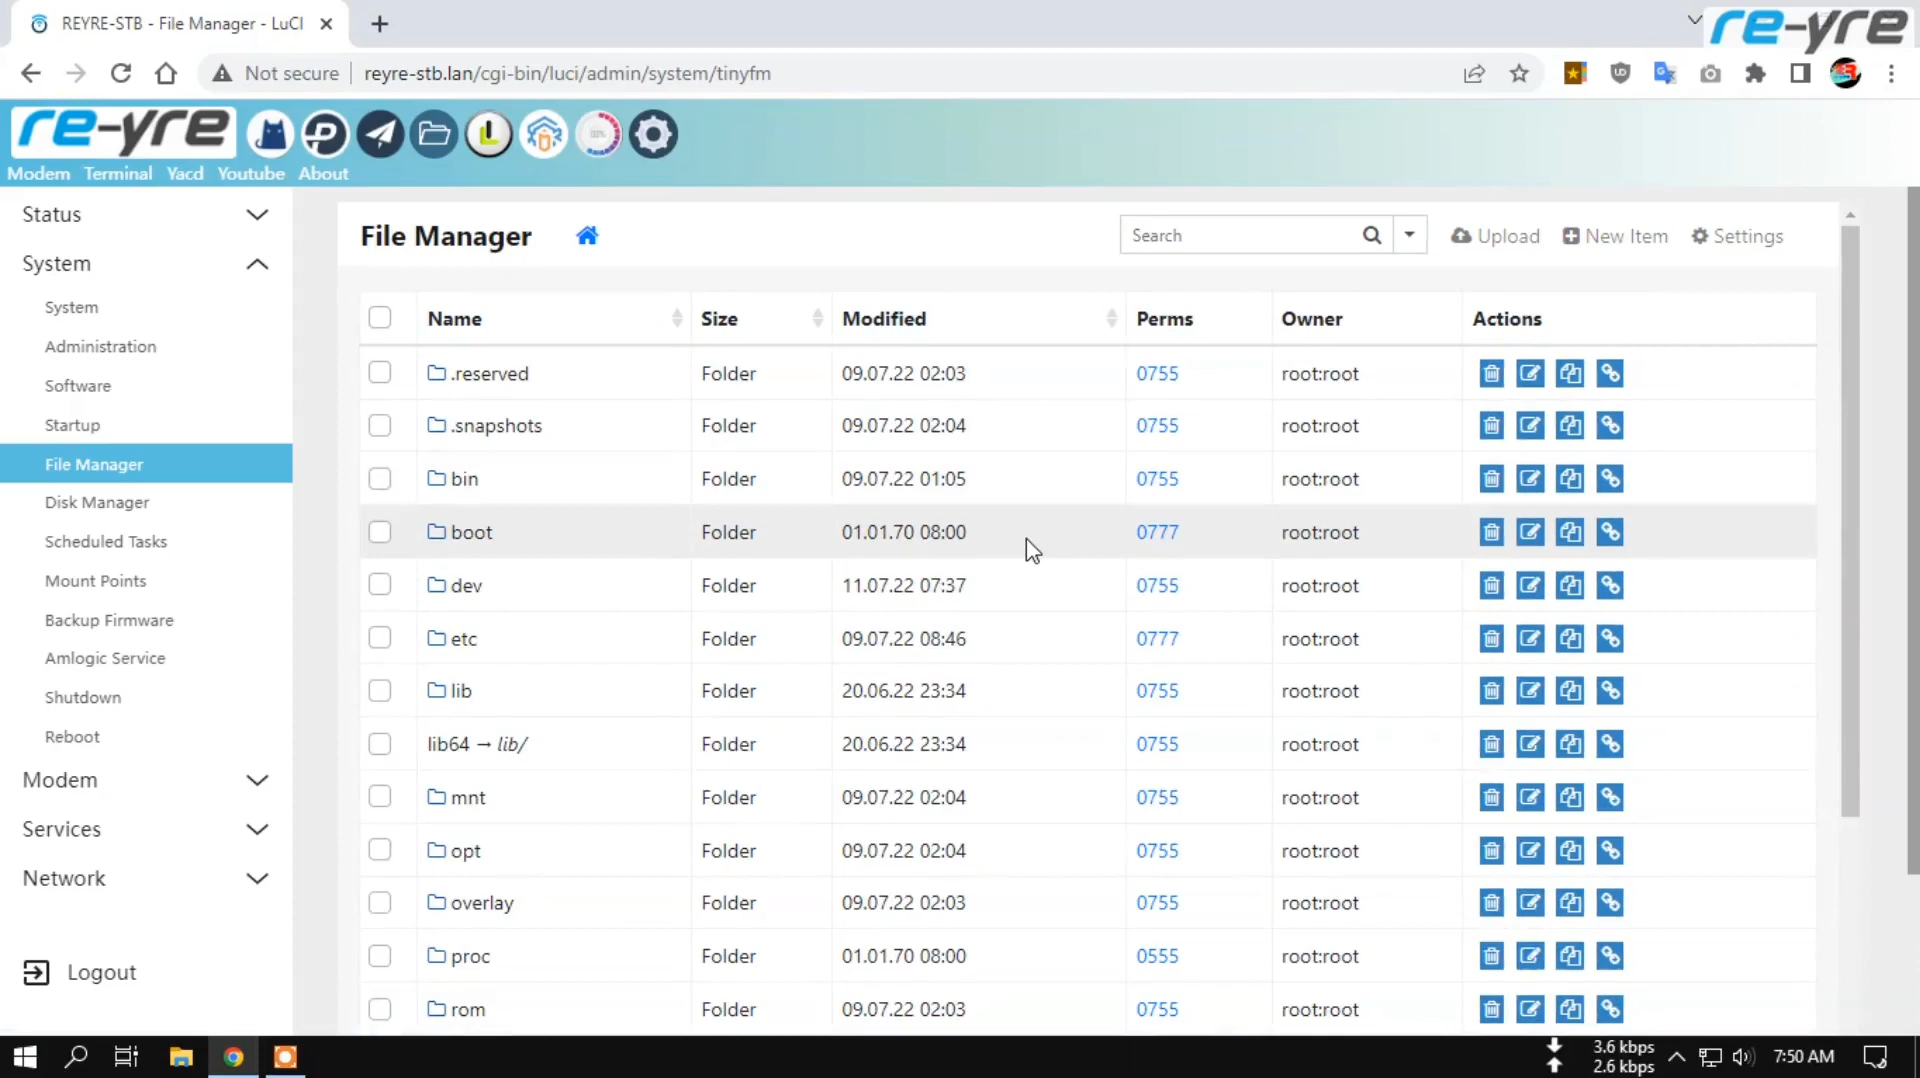 REYRE-STB - File Manager - LuCI
re-yre
Not secure
reyre-stb.lan/cgi-bin/luci/admin/system/tinyfm
re-yre
Modem Terminal Yacd Youtube About
Status
System
System
Administration
Software
Startup
File Manager
Disk Manager
Scheduled Tasks
Mount Points
Backup Firmware
Amlogic Service
Shutdown
Reboot
Modem
Services
Network
Logout
File Manager
Search
Upload
New Item
Settings
Name Size Modified Perms Owner Actions
.reserved Folder 09.07.22 02:03 0755 root:root
.snapshots Folder 09.07.22 02:04 0755 root:root
bin Folder 09.07.22 01:05 0755 root:root
boot Folder 01.01.70 08:00 0777 root:root
dev Folder 11.07.22 07:37 0755 root:root
etc Folder 09.07.22 08:46 0777 root:root
lib Folder 20.06.22 23:34 0755 root:root
lib64 → lib/ Folder 20.06.22 23:34 0755 root:root
mnt Folder 09.07.22 02:04 0755 root:root
opt Folder 09.07.22 02:04 0755 root:root
overlay Folder 09.07.22 02:03 0755 root:root
proc Folder 01.01.70 08:00 0555 root:root
rom Folder 09.07.22 02:03 0755 root:root
3.6 kbps
2.6 kbps
7:50 AM